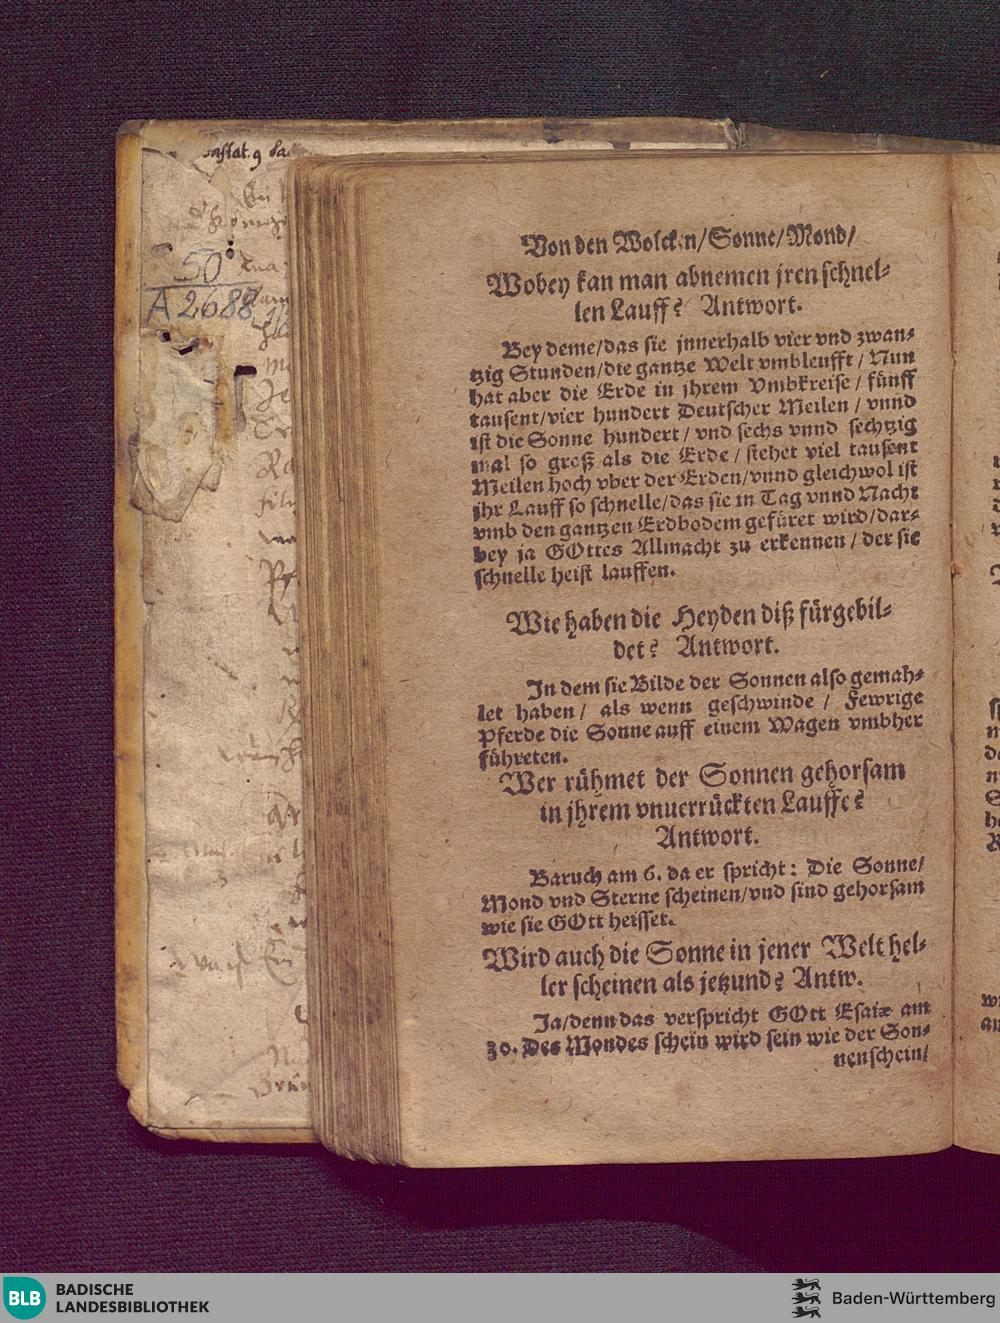 50
A 2688
Von den Wolcken/Sonne/Mond/
Wobey kan man abnemen jren schnel-
len Lauff? Antwort.
Bey deme/das sie jnnerhalb vier vnd zwan-
tzig Stunden/die gantze Welt vmbleufft/Nun
hat aber die Erde in jhrem Vmbkreise/fünff
tausent/vier hundert Deutscher Meilen/vnnd
ist die Sonne hundert/vnd sechs vnnd sechtzig
mal so groß als die Erde/stehet viel tausent
Meilen hoch vber der Erden/vnnd gleichwol ist
jhr Lauff so schnelle/das sie in Tag vnnd Nacht
vmb den gantzen Erdbodem gefüret wird/dar-
bey ja GOttes Allmacht zu erkennen/der sie
schnelle heist lauffen.
Wie haben die Heyden diß fürgebil-
det? Antwort.
In dem sie Bilde der Sonnen also gemah-
let haben/als wenn geschwinde/Fewrige
Pferde die Sonne auff einem Wagen vmbher
führeten.
Wer rühmet der Sonnen gehorsam
in jhrem vnuerrückten Lauffe?
Antwort.
Baruch am 6. da er spricht: Die Sonne/
Mond vnd Sterne scheinen/vnd sind gehorsam
wie sie GOtt heisset.
Wird auch die Sonne in jener Welt hel-
ler scheinen als jetzund? Antw.
Ja/denn das verspricht GOtt Esaiæ am
30. Des Mondes schein wird sein wie der Son-
nenschein/
BLB BADISCHE
LANDESBIBLIOTHEK
Baden-Württemberg